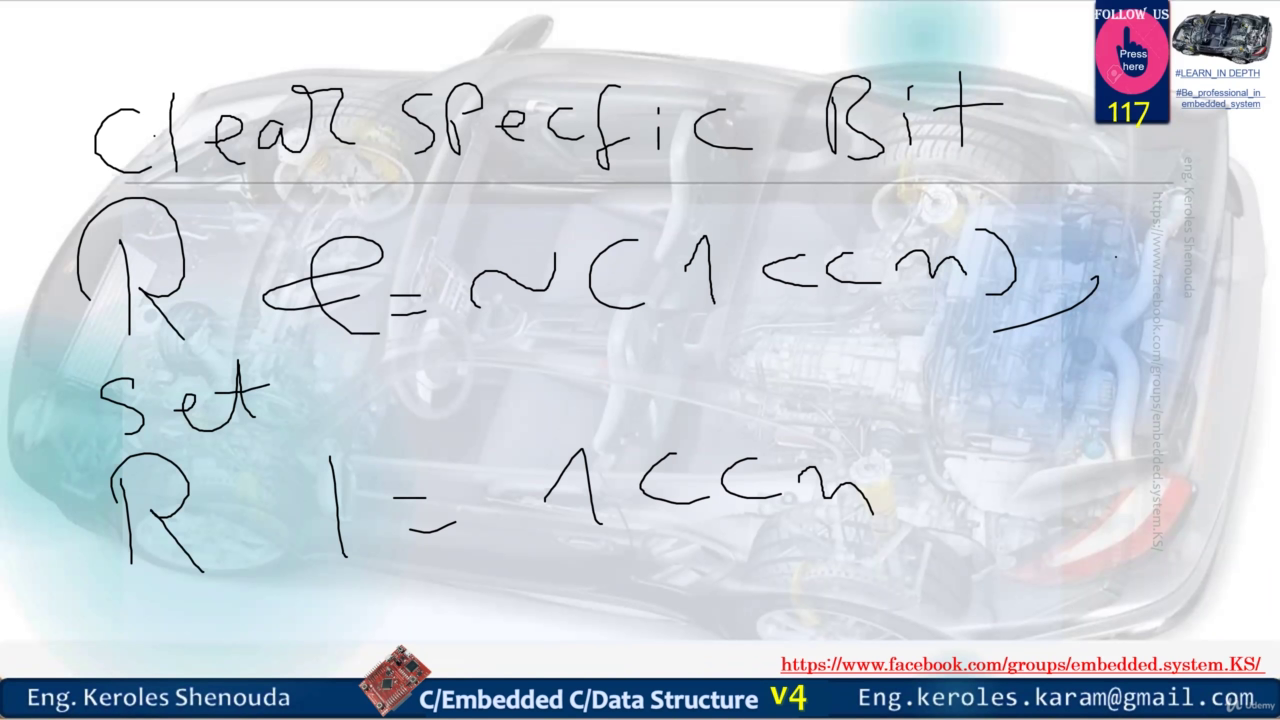 FOLLOW US
Press
here
117
#LEARN_IN DEPTH
#Be_professional_in
embedded_system
Clear Specfic Bit
R &= ~(1<<n);
Set
R |= 1<<n
eng. Keroles Shenouda
https://www.facebook.com/groups/embedded.system.KS/
https://www.facebook.com/groups/embedded.system.KS/
Eng. Keroles Shenouda
C/Embedded C/Data Structure V4
Eng.keroles.karam@gmail.com
Udemy